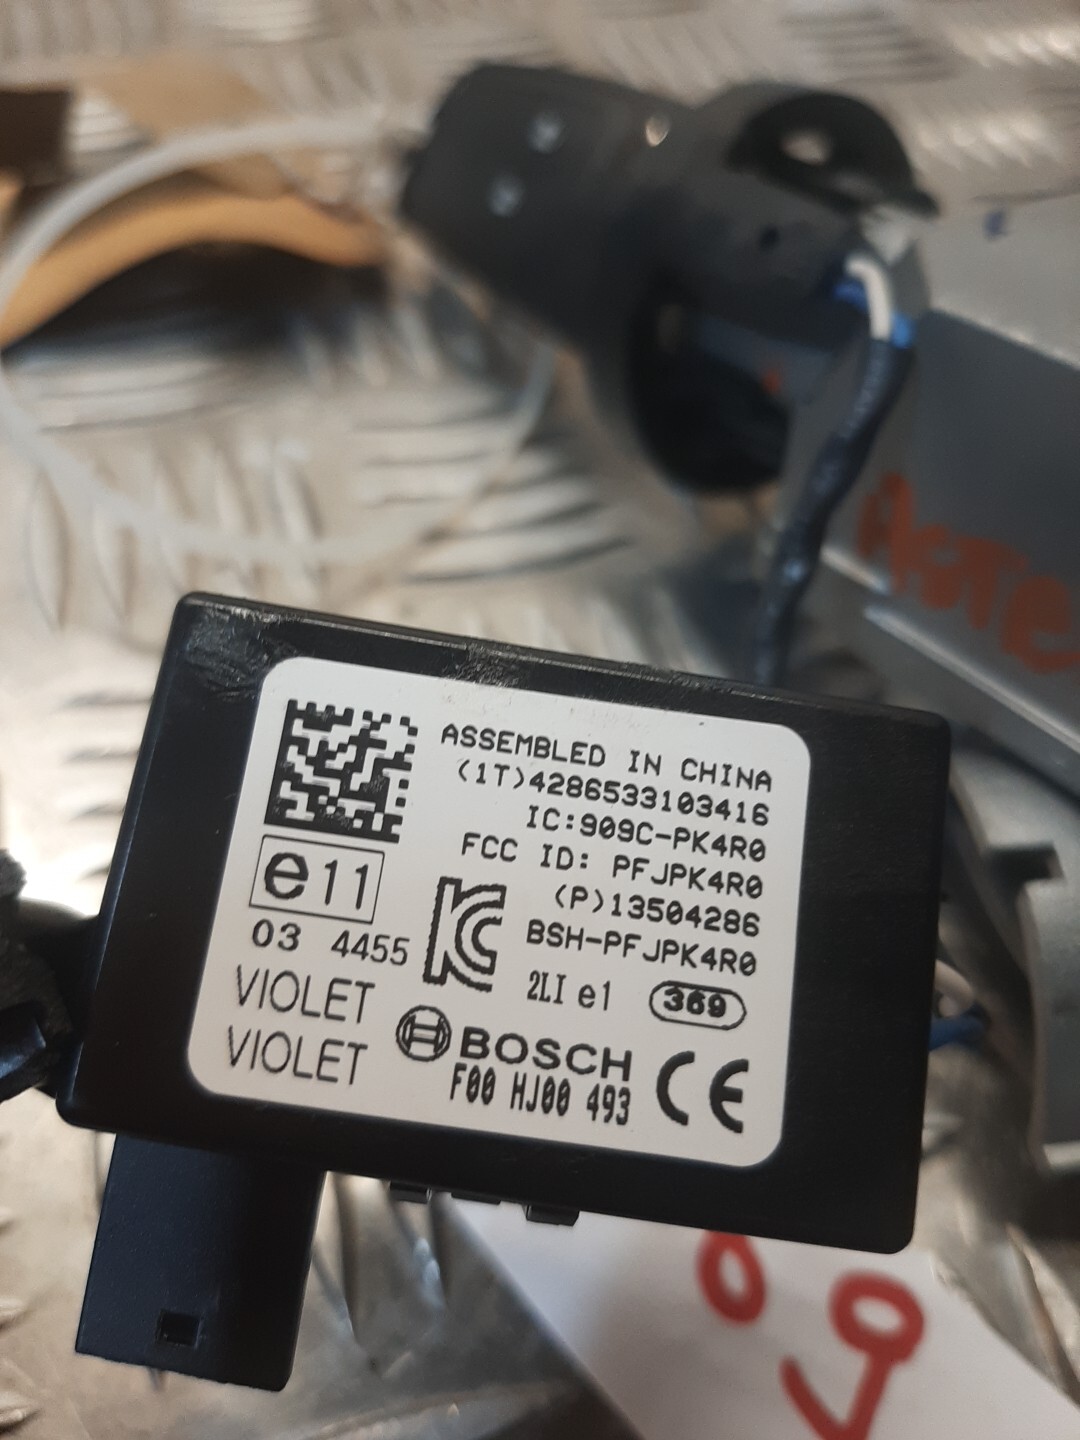 ASSEMBLED IN CHINA
(1T)4286533103416
IC:909C-PK4R0
FCC ID: PFJPK4R0
(P)13504286
BSH-PFJPK4R0
e11
03 4455
2LI e1
369
VIOLET
VIOLET
BOSCH
F00 HJ00 493
CE